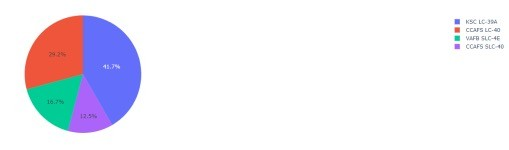 KSC LC-39A
CCAFS LC-40
VAFB SLC-4E
CCAFS SLC-40
41.7%
29.2%
16.7%
12.5%